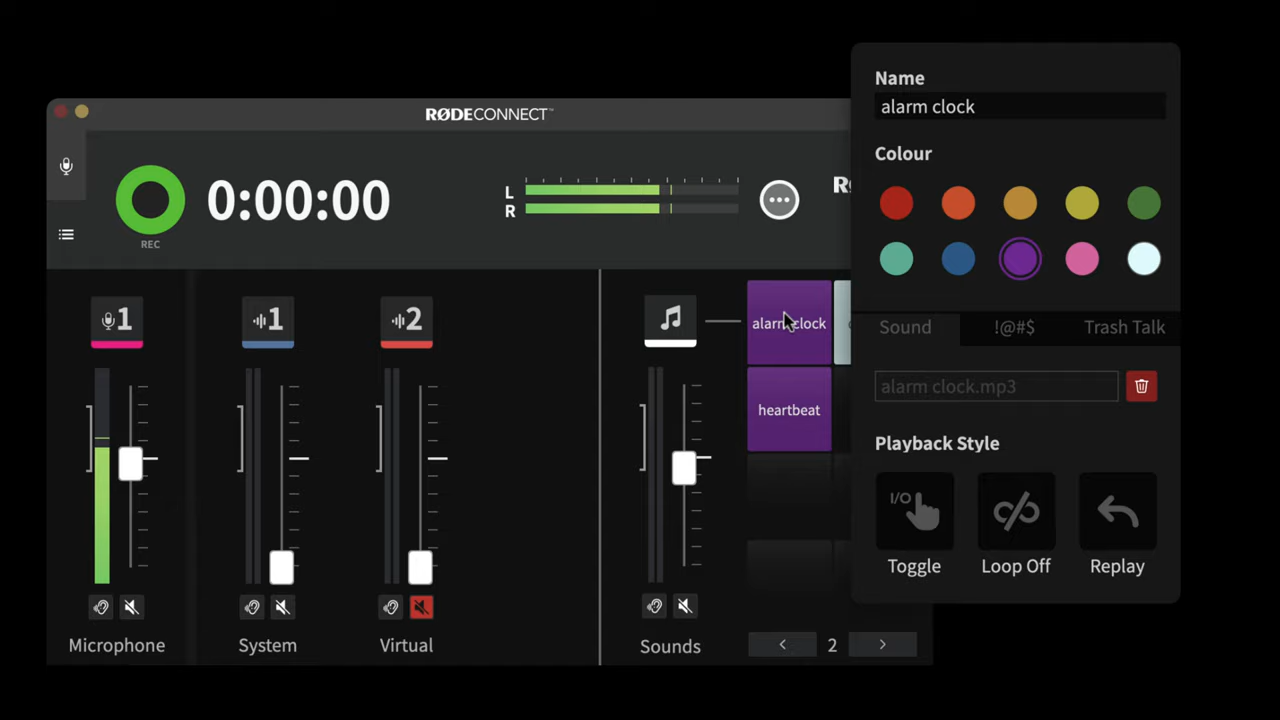 RØDECONNECT™
0:00:00
REC
L
R
1
1
2
Microphone
System
Virtual
Sounds
alarm clock
heartbeat
2
Name
alarm clock
Colour
Sound
!@#$
Trash Talk
alarm clock.mp3
Playback Style
I/O
Toggle
Loop Off
Replay